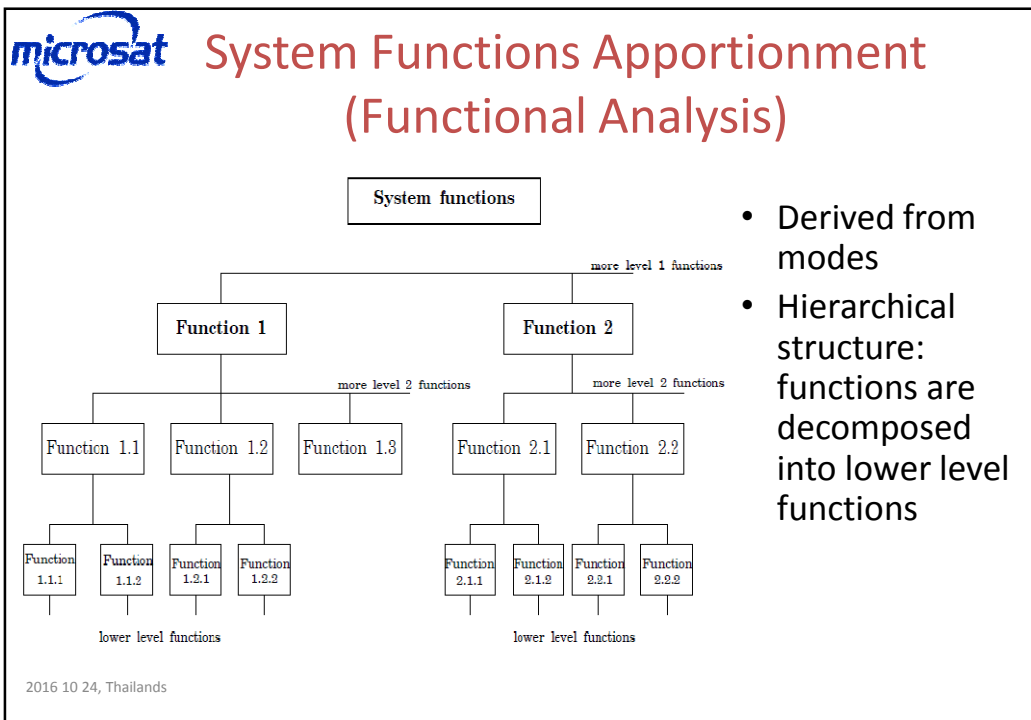 microsat
System Functions Apportionment
(Functional Analysis)
System functions
more level 1 functions
Function 1
Function 2
more level 2 functions
more level 2 functions
Function 1.1
Function 1.2
Function 1.3
Function 2.1
Function 2.2
Function
1.1.1
Function
1.1.2
Function
1.2.1
Function
1.2.2
Function
2.1.1
Function
2.1.2
Function
2.2.1
Function
2.2.2
lower level functions
lower level functions
• Derived from
modes
• Hierarchical
structure:
functions are
decomposed
into lower level
functions
2016 10 24, Thailands